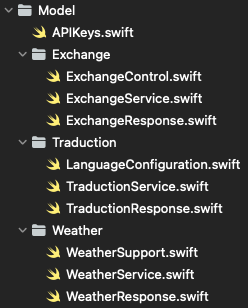 Model
APIKeys.swift
Exchange
ExchangeControl.swift
ExchangeService.swift
ExchangeResponse.swift
Traduction
LanguageConfiguration.swift
TraductionService.swift
TraductionResponse.swift
Weather
WeatherSupport.swift
WeatherService.swift
WeatherResponse.swift